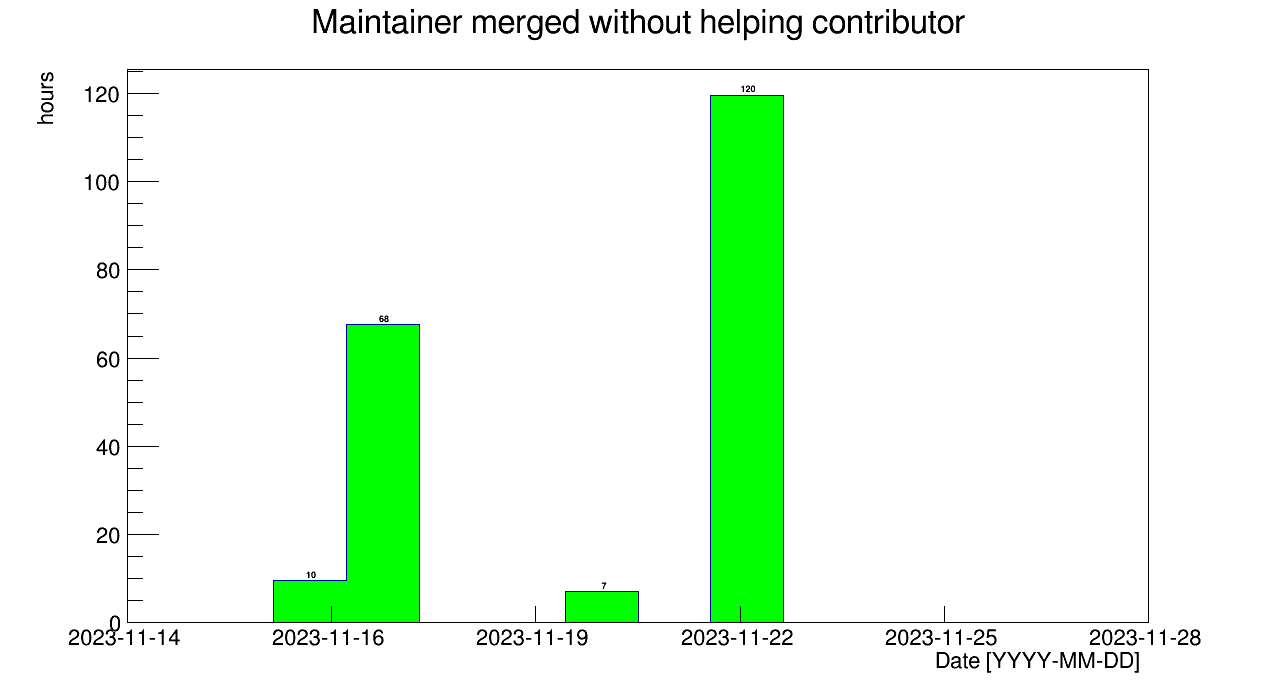 Maintainer merged without helping contributor
hours
120
100
80
60
40
20
0
120
68
10
7
2023-11-14 2023-11-16 2023-11-19 2023-11-22 2023-11-25 2023-11-28
Date [YYYY-MM-DD]